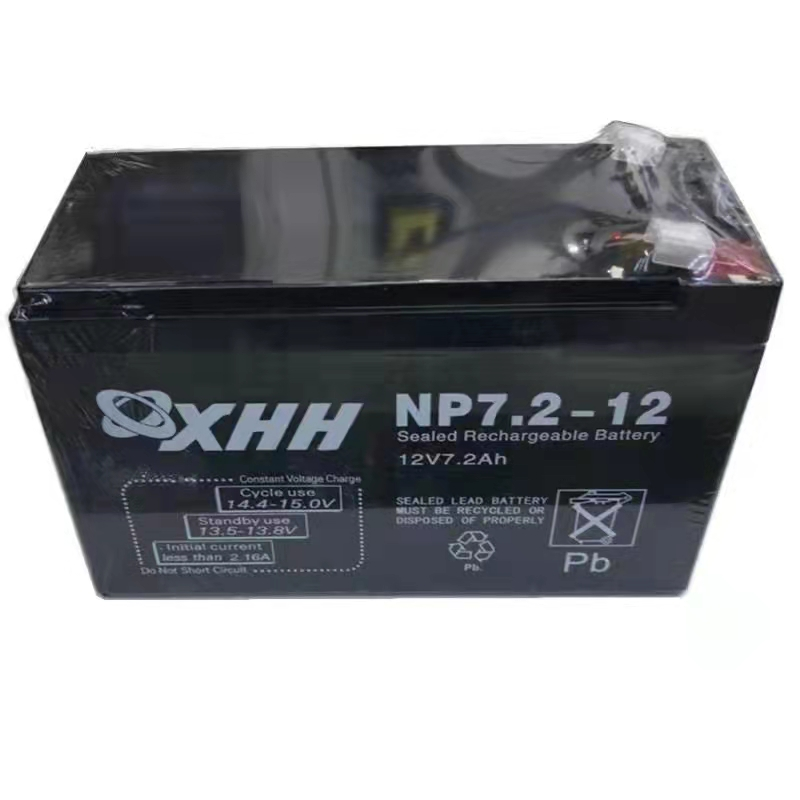 XHH
NP7.2-12
Sealed Rechargeable Battery
12V7.2Ah
Constant Voltage Charge
Cycle use
14.4-15.0V
Standby use
13.5-13.8V
Initial current
less than 2.16A
Do Not Short Circuit
SEALED LEAD BATTERY
MUST BE RECYCLED OR
DISPOSED OF PROPERLY
Pb
Pb